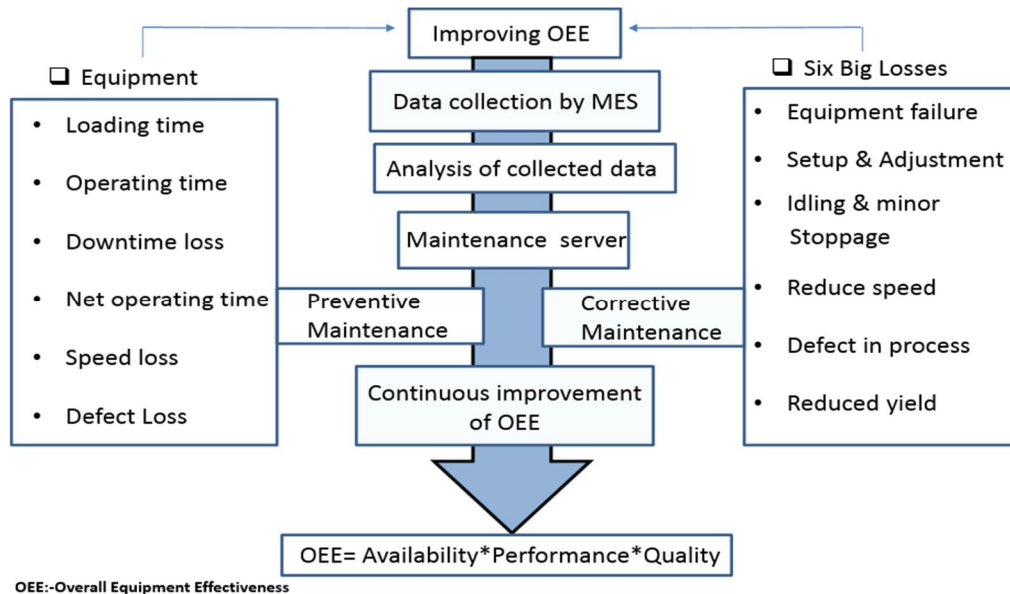 Improving OEE
❑ Equipment
• Loading time
• Operating time
• Downtime loss
• Net operating time
• Speed loss
• Defect Loss
Data collection by MES
Analysis of collected data
Maintenance server
Preventive
Maintenance
Corrective
Maintenance
Continuous improvement
of OEE
❑ Six Big Losses
• Equipment failure
• Setup & Adjustment
• Idling & minor
Stoppage
• Reduce speed
• Defect in process
• Reduced yield
OEE= Availability*Performance*Quality
OEE:-Overall Equipment Effectiveness